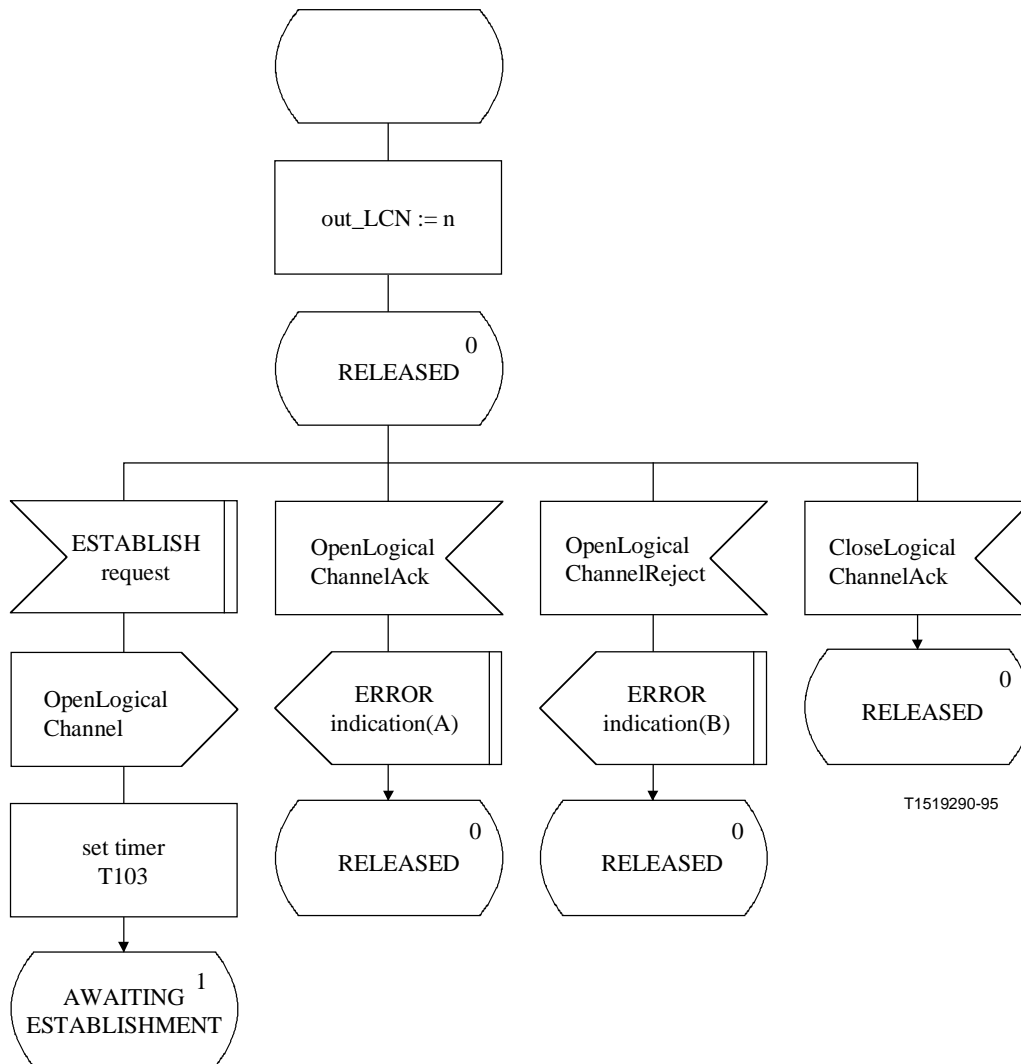 out_LCN := n
0
RELEASED
ESTABLISH
request
OpenLogical
ChannelAck
OpenLogical
ChannelReject
CloseLogical
ChannelAck
OpenLogical
Channel
ERROR
indication(A)
ERROR
indication(B)
0
RELEASED
T1519290-95
set timer
T103
0
RELEASED
0
RELEASED
1
AWAITING
ESTABLISHMENT